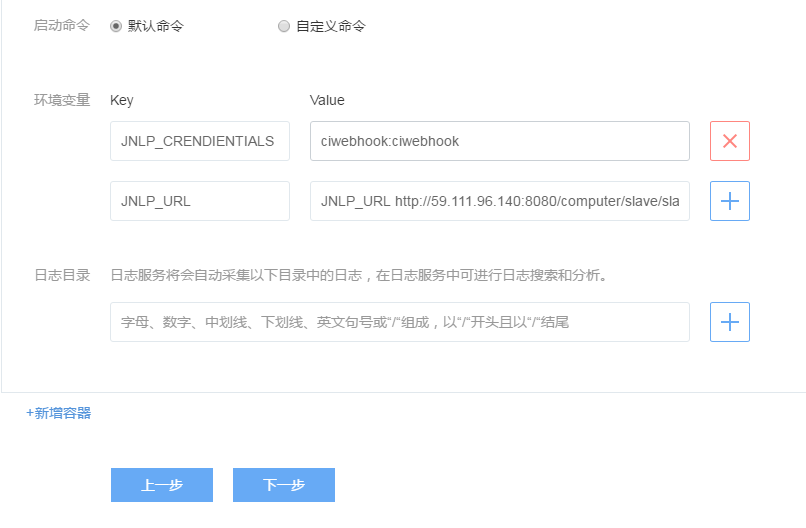 启动命令 默认命令 自定义命令
环境变量 Key Value
JNLP_CRENDIENTIALS ciwebhook:ciwebhook
JNLP_URL JNLP_URL http://59.111.96.140:8080/computer/slave/sla
日志目录 日志服务将会自动采集以下目录中的日志，在日志服务中可进行日志搜索和分析。
字母、数字、中划线、下划线、英文句号或“/“组成，以“/“开头且以“/“结尾
+新增容器
上一步 下一步